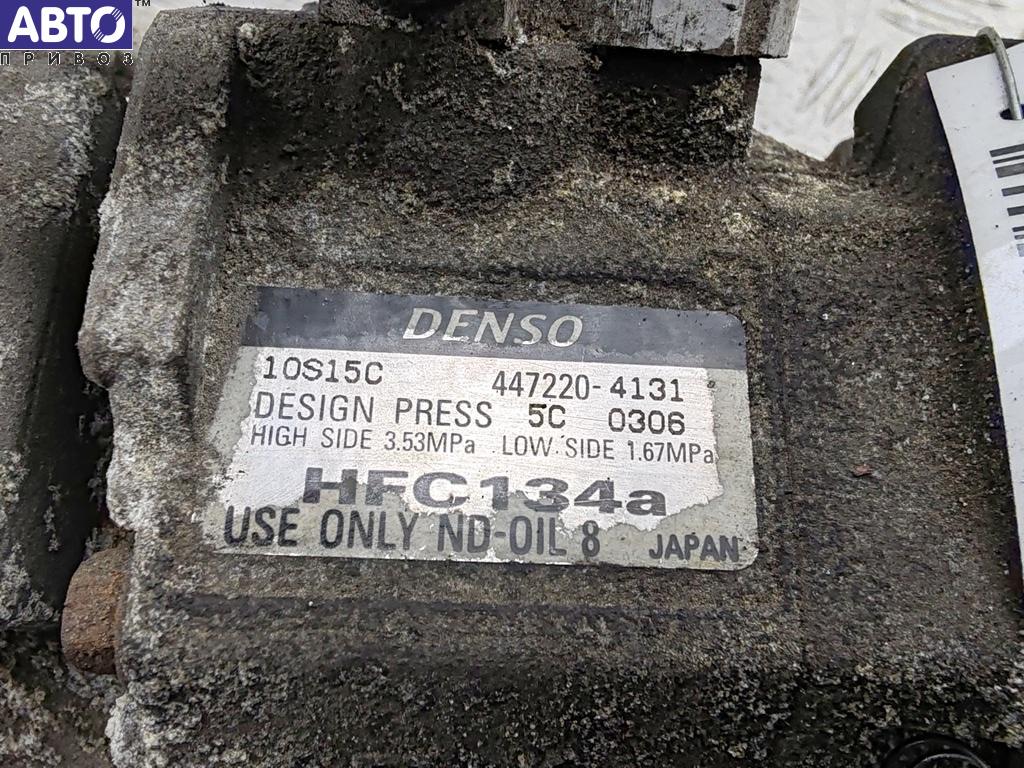 АВТО™
ПРИВОЗ
DENSO
10S15C 447220-4131
DESIGN PRESS 5C 0306
HIGH SIDE 3.53MPa LOW SIDE 1.67MPa
HFC134a
USE ONLY ND-OIL 8 JAPAN